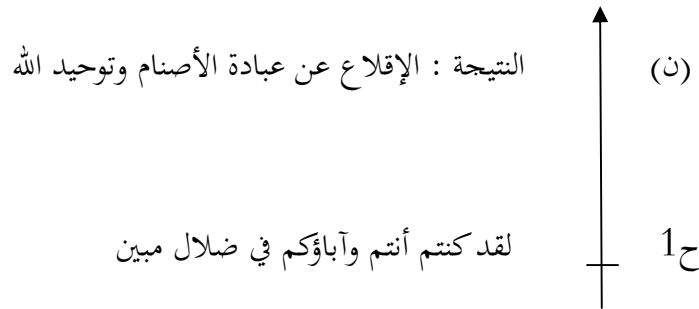 (ن) النتيجة : الإقلاع عن عبادة الأصنام وتوحيد الله
ح1 لقد كنتم أنتم وآباؤكم في ضلال مبين